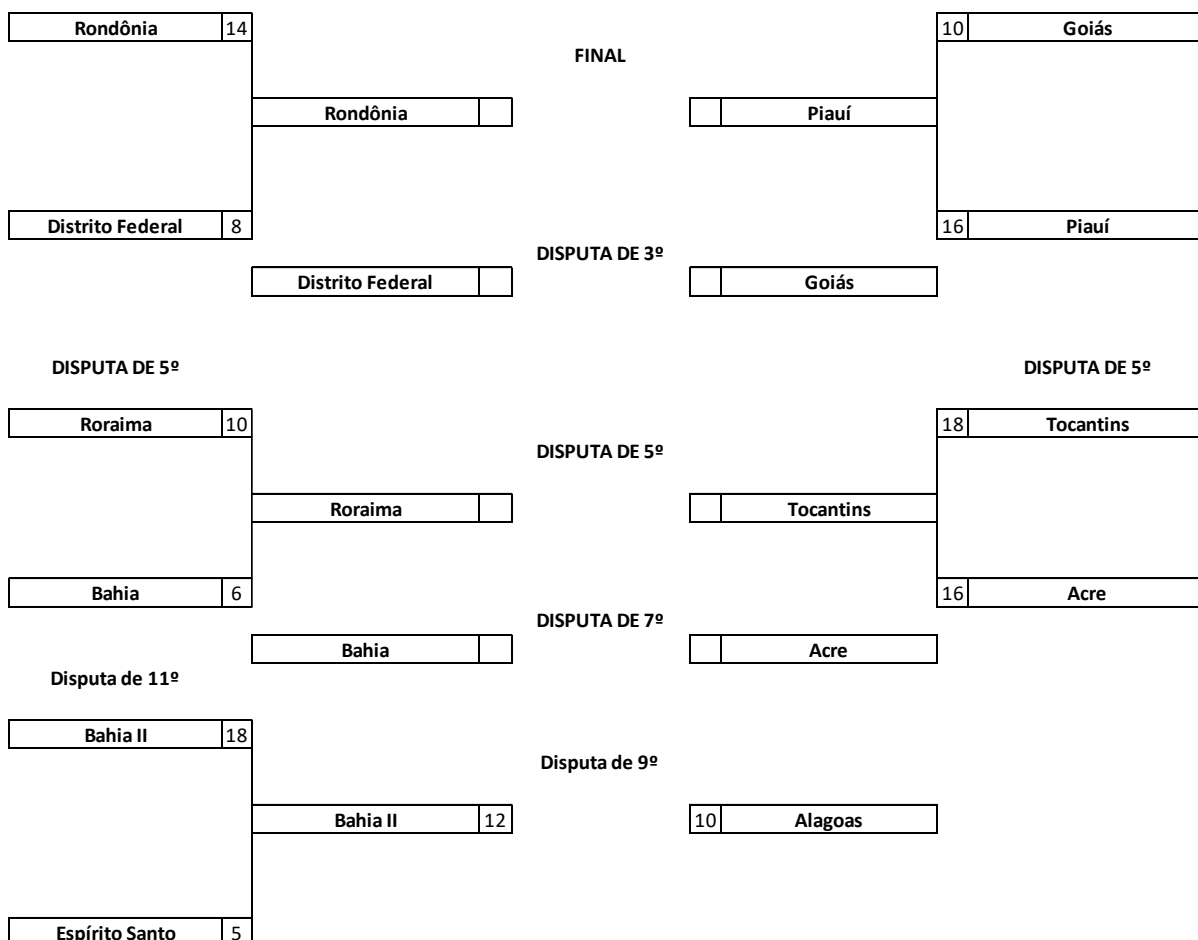 Rondônia 14 10 Goiás
FINAL
Rondônia Piauí
Distrito Federal 8 16 Piauí
DISPUTA DE 3º
Distrito Federal Goiás
DISPUTA DE 5º DISPUTA DE 5º
Roraima 10 18 Tocantins
DISPUTA DE 5º
Roraima Tocantins
Bahia 6 16 Acre
DISPUTA DE 7º
Bahia Acre
Disputa de 11º
Bahia II 18
Disputa de 9º
Bahia II 12 10 Alagoas
Espírito Santo 5